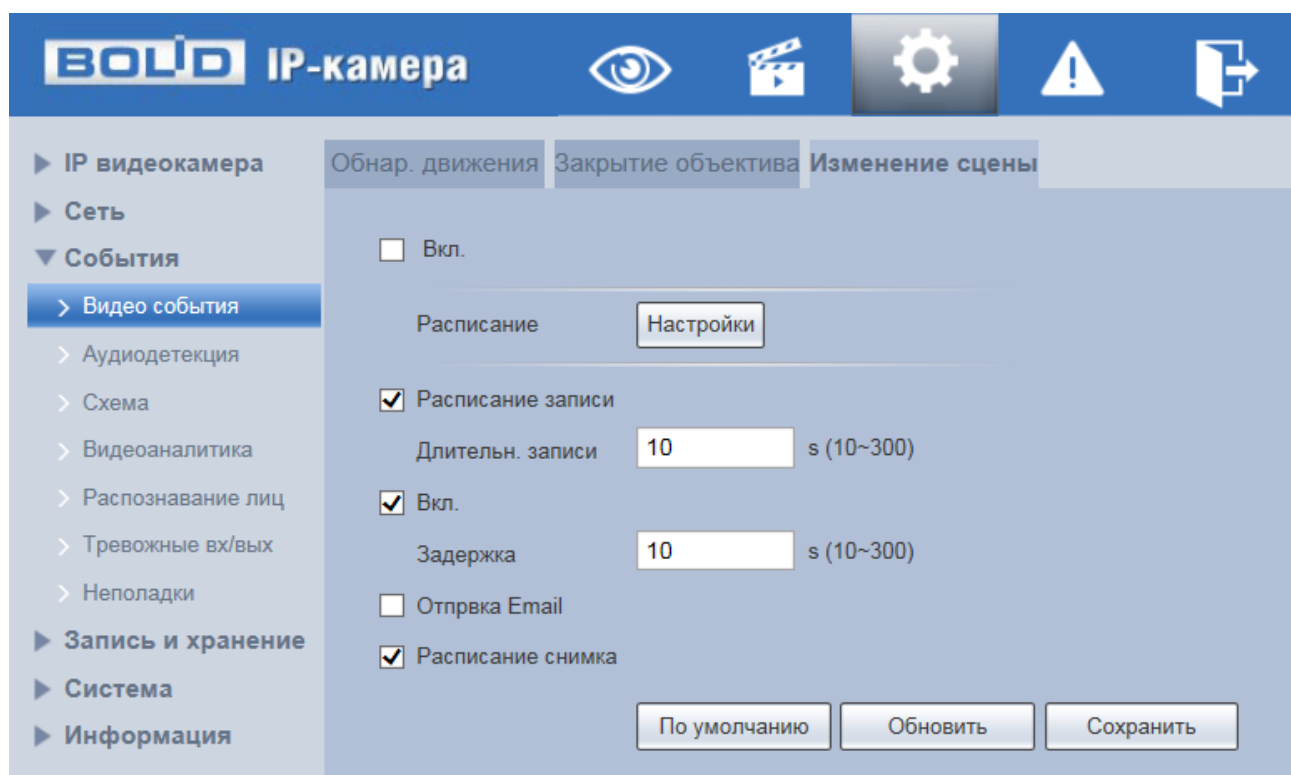 BOLID IP-камера
IP видеокамера
Сеть
События
Видео события
Аудиодетекция
Схема
Видеоаналитика
Распознавание лиц
Тревожные вх/вых
Неполадки
Запись и хранение
Система
Информация
Обнар. движения Закрытие объектива Изменение сцены
Вкл.
Расписание Настройки
Расписание записи
Длительн. записи 10 s (10~300)
Вкл.
Задержка 10 s (10~300)
Отпрвка Email
Расписание снимка
По умолчанию Обновить Сохранить